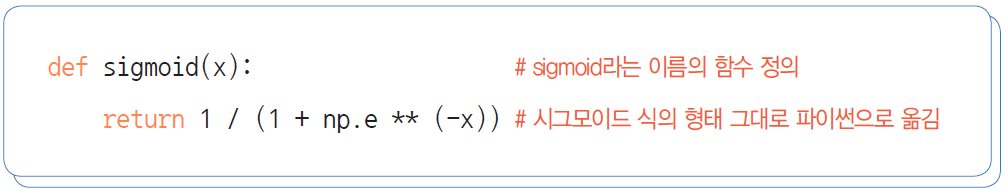 def sigmoid(x): # sigmoid라는 이름의 함수 정의
return 1 / (1 + np.e ** (-x)) # 시그모이드 식의 형태 그대로 파이썬으로 옮김